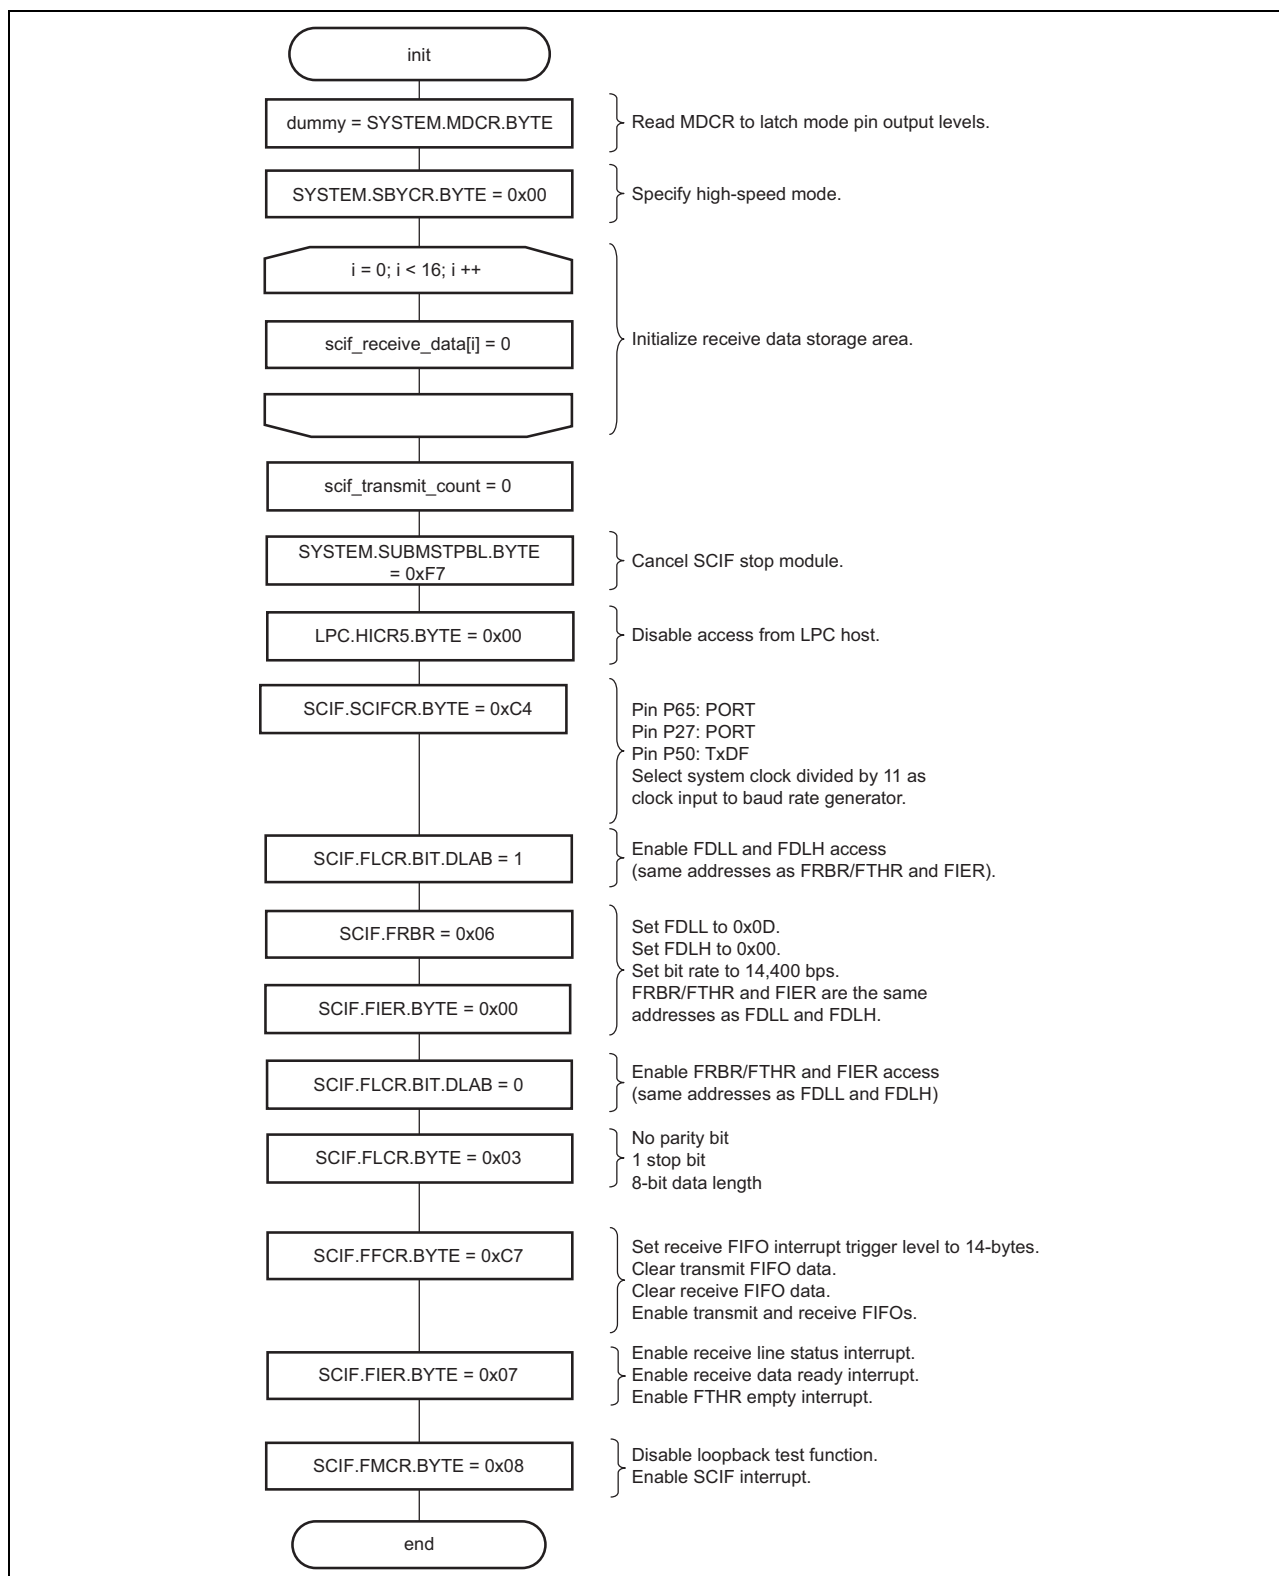 init
dummy = SYSTEM.MDCR.BYTE
Read MDCR to latch mode pin output levels.
SYSTEM.SBYCR.BYTE = 0x00
Specify high-speed mode.
i = 0; i < 16; i ++
scif_receive_data[i] = 0
Initialize receive data storage area.
scif_transmit_count = 0
SYSTEM.SUBMSTPBL.BYTE
= 0xF7
Cancel SCIF stop module.
LPC.HICR5.BYTE = 0x00
Disable access from LPC host.
SCIF.SCIFCR.BYTE = 0xC4
Pin P65: PORT
Pin P27: PORT
Pin P50: TxDF
Select system clock divided by 11 as
clock input to baud rate generator.
SCIF.FLCR.BIT.DLAB = 1
Enable FDLL and FDLH access
(same addresses as FRBR/FTHR and FIER).
SCIF.FRBR = 0x06
SCIF.FIER.BYTE = 0x00
Set FDLL to 0x0D.
Set FDLH to 0x00.
Set bit rate to 14,400 bps.
FRBR/FTHR and FIER are the same
addresses as FDLL and FDLH.
SCIF.FLCR.BIT.DLAB = 0
Enable FRBR/FTHR and FIER access
(same addresses as FDLL and FDLH)
SCIF.FLCR.BYTE = 0x03
No parity bit
1 stop bit
8-bit data length
SCIF.FFCR.BYTE = 0xC7
Set receive FIFO interrupt trigger level to 14-bytes.
Clear transmit FIFO data.
Clear receive FIFO data.
Enable transmit and receive FIFOs.
SCIF.FIER.BYTE = 0x07
Enable receive line status interrupt.
Enable receive data ready interrupt.
Enable FTHR empty interrupt.
SCIF.FMCR.BYTE = 0x08
Disable loopback test function.
Enable SCIF interrupt.
end